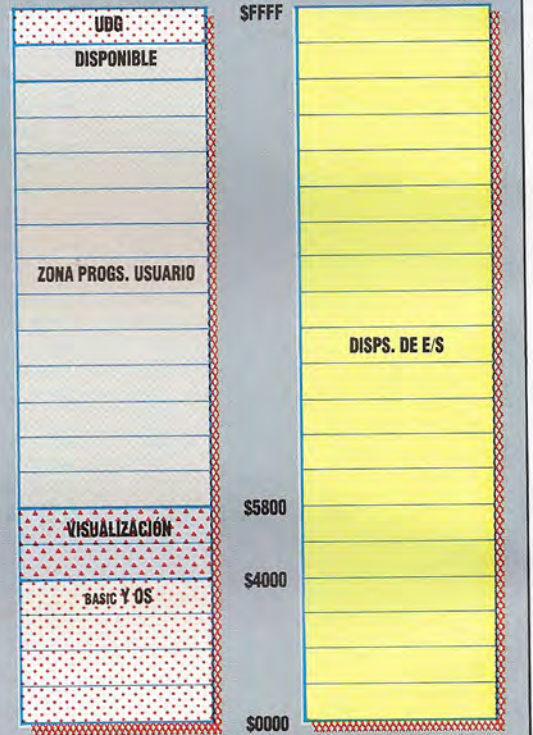 UDG
DISPONIBLE
ZONA PROGS. USUARIO
VISUALIZACIÓN
BASIC Y OS
$FFFF
$5800
$4000
$0000
DISPS. DE E/S